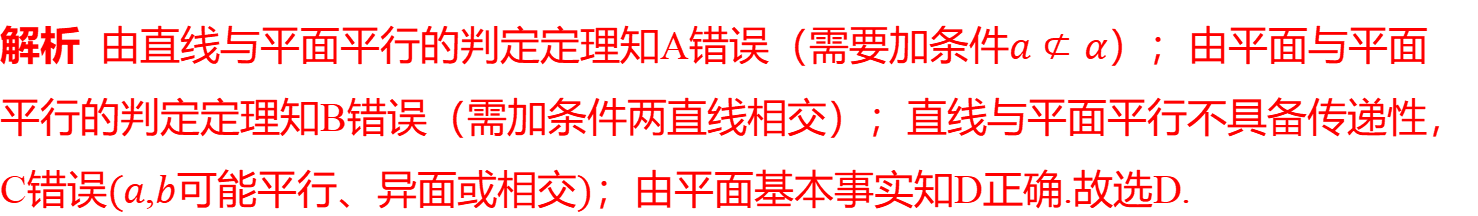 解析 由直线与平面平行的判定定理知A错误（需要加条件a ⊄ α）；由平面与平面
平行的判定定理知B错误（需加条件两直线相交）；直线与平面平行不具备传递性，
C错误(a,b可能平行、异面或相交)；由平面基本事实知D正确.故选D.